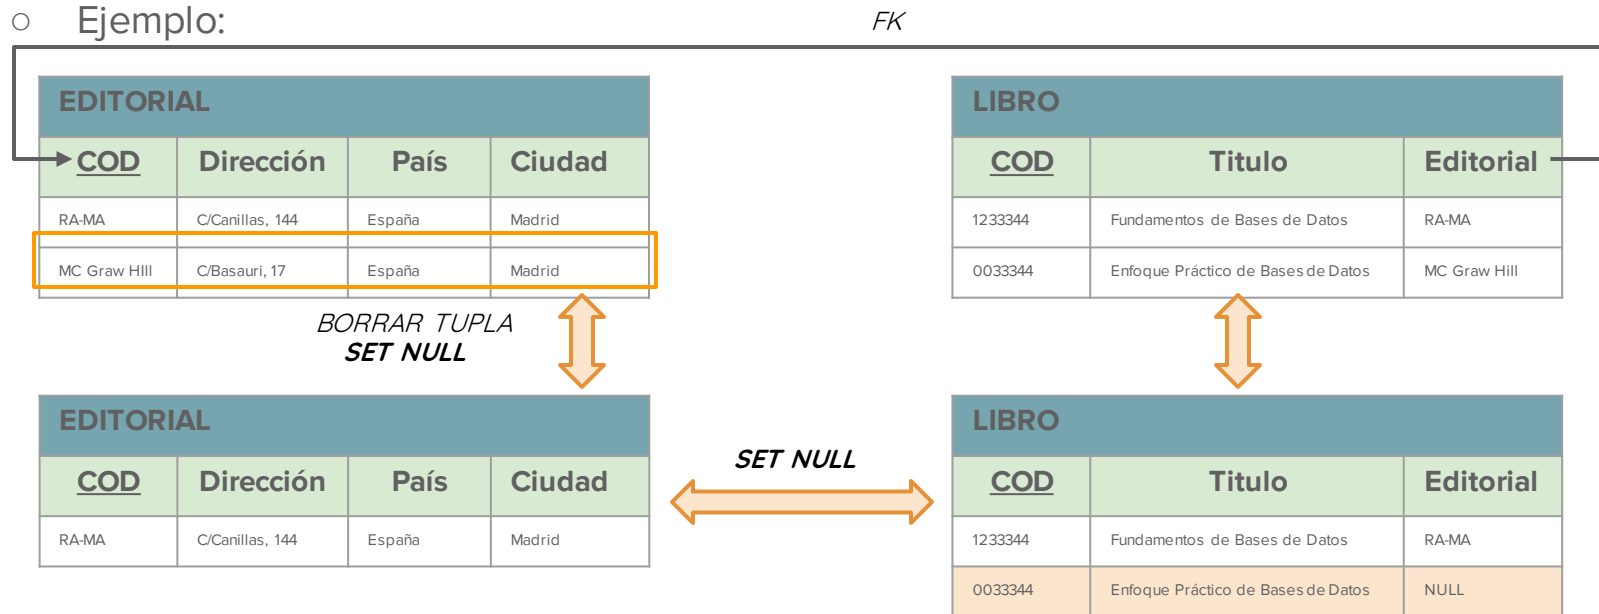 ○ Ejemplo:
FK
EDITORIAL
COD Dirección País Ciudad
RA-MA C/Canillas, 144 España Madrid
MC Graw HIll C/Basauri, 17 España Madrid
LIBRO
COD Titulo Editorial
1233344 Fundamentos de Bases de Datos RA-MA
0033344 Enfoque Práctico de Bases de Datos MC Graw Hill
BORRAR TUPLA
SET NULL
EDITORIAL
COD Dirección País Ciudad
RA-MA C/Canillas, 144 España Madrid
SET NULL
LIBRO
COD Titulo Editorial
1233344 Fundamentos de Bases de Datos RA-MA
0033344 Enfoque Práctico de Bases de Datos NULL